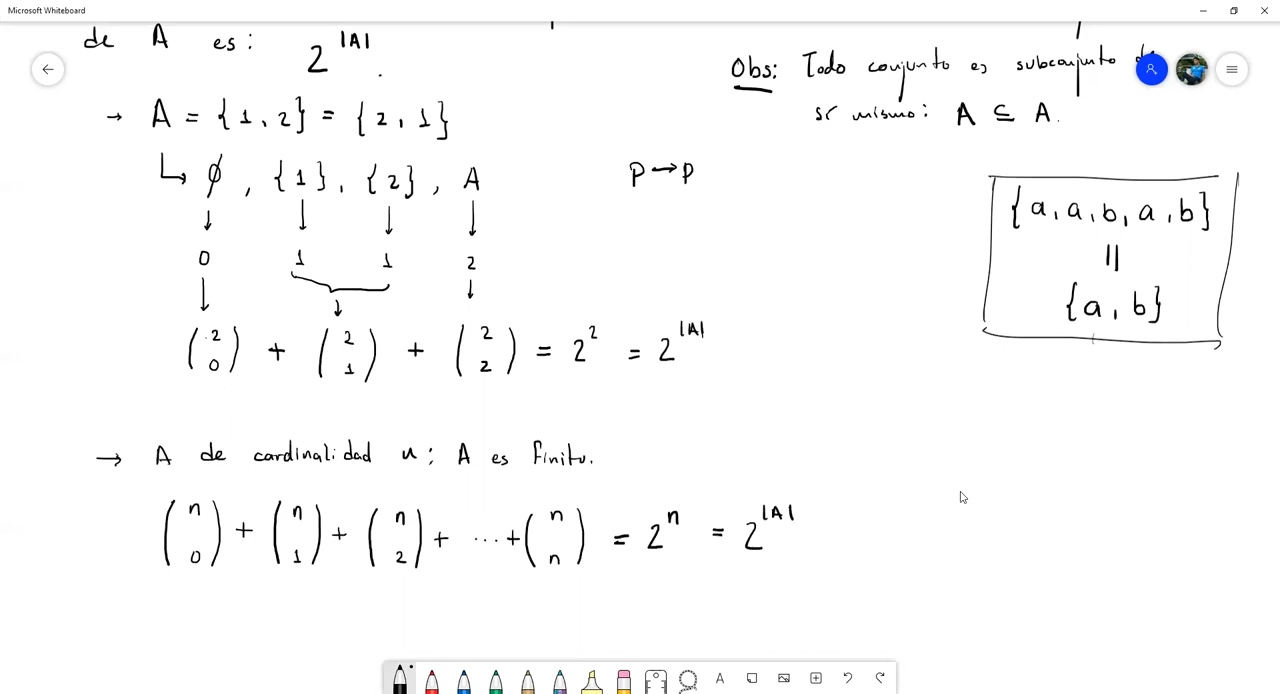 Microsoft Whiteboard
de A es: 2^|A|.
Obs: Todo conjunto es subconjunto de
sí mismo: A ⊆ A.
→ A = {1, 2} = {2, 1}
↳ ∅, {1}, {2}, A
p → p
{a, a, b, a, b}
||
{a, b}
0 1 1 2
(2 0) + (2 1) + (2 2) = 2^2 = 2^|A|
→ A de cardinalidad n; A es finito.
(n 0) + (n 1) + (n 2) + ... + (n n) = 2^n = 2^|A|
A